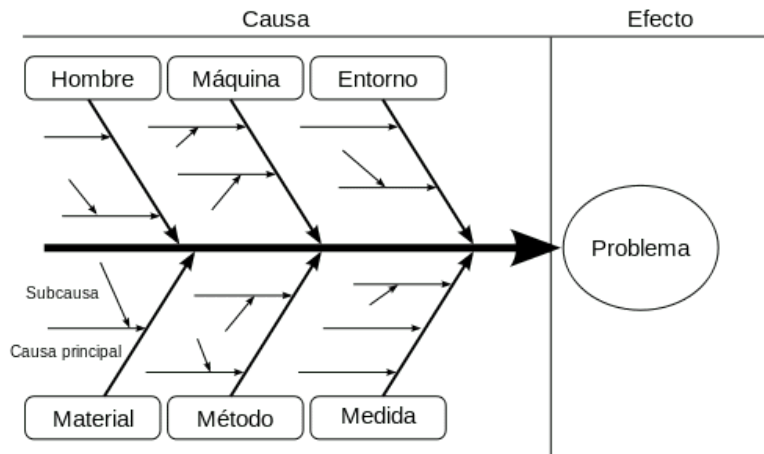 Causa
Efecto
Hombre
Máquina
Entorno
Problema
Subcausa
Causa principal
Material
Método
Medida